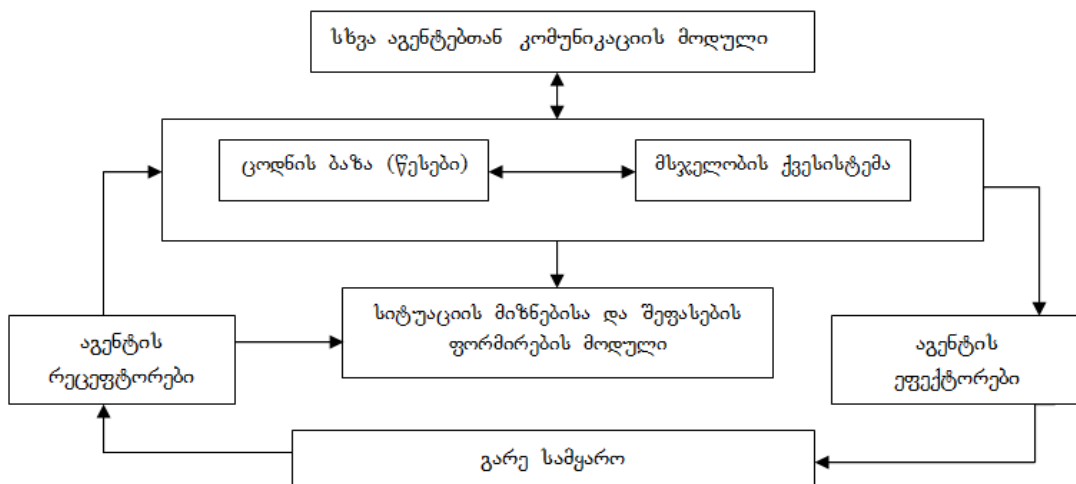 სხვა აგენტებთან კომუნიკაციის მოდული
ცოდნის ბაზა (წესები)
მსჯელობის ქვესისტემა
სიტუაციის მიზნებისა და შეფასების
ფორმირების მოდული
აგენტის
რეცეფტორები
აგენტის
ეფექტორები
გარე სამყარო